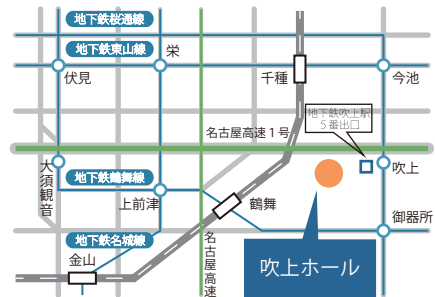 地下鉄桜通線
地下鉄東山線
栄
伏見
千種
今池
地下鉄吹上駅
5番出口
名古屋高速1号
大須観音
地下鉄鶴舞線
吹上
上前津
鶴舞
御器所
地下鉄名城線
金山
名古屋高速
吹上ホール